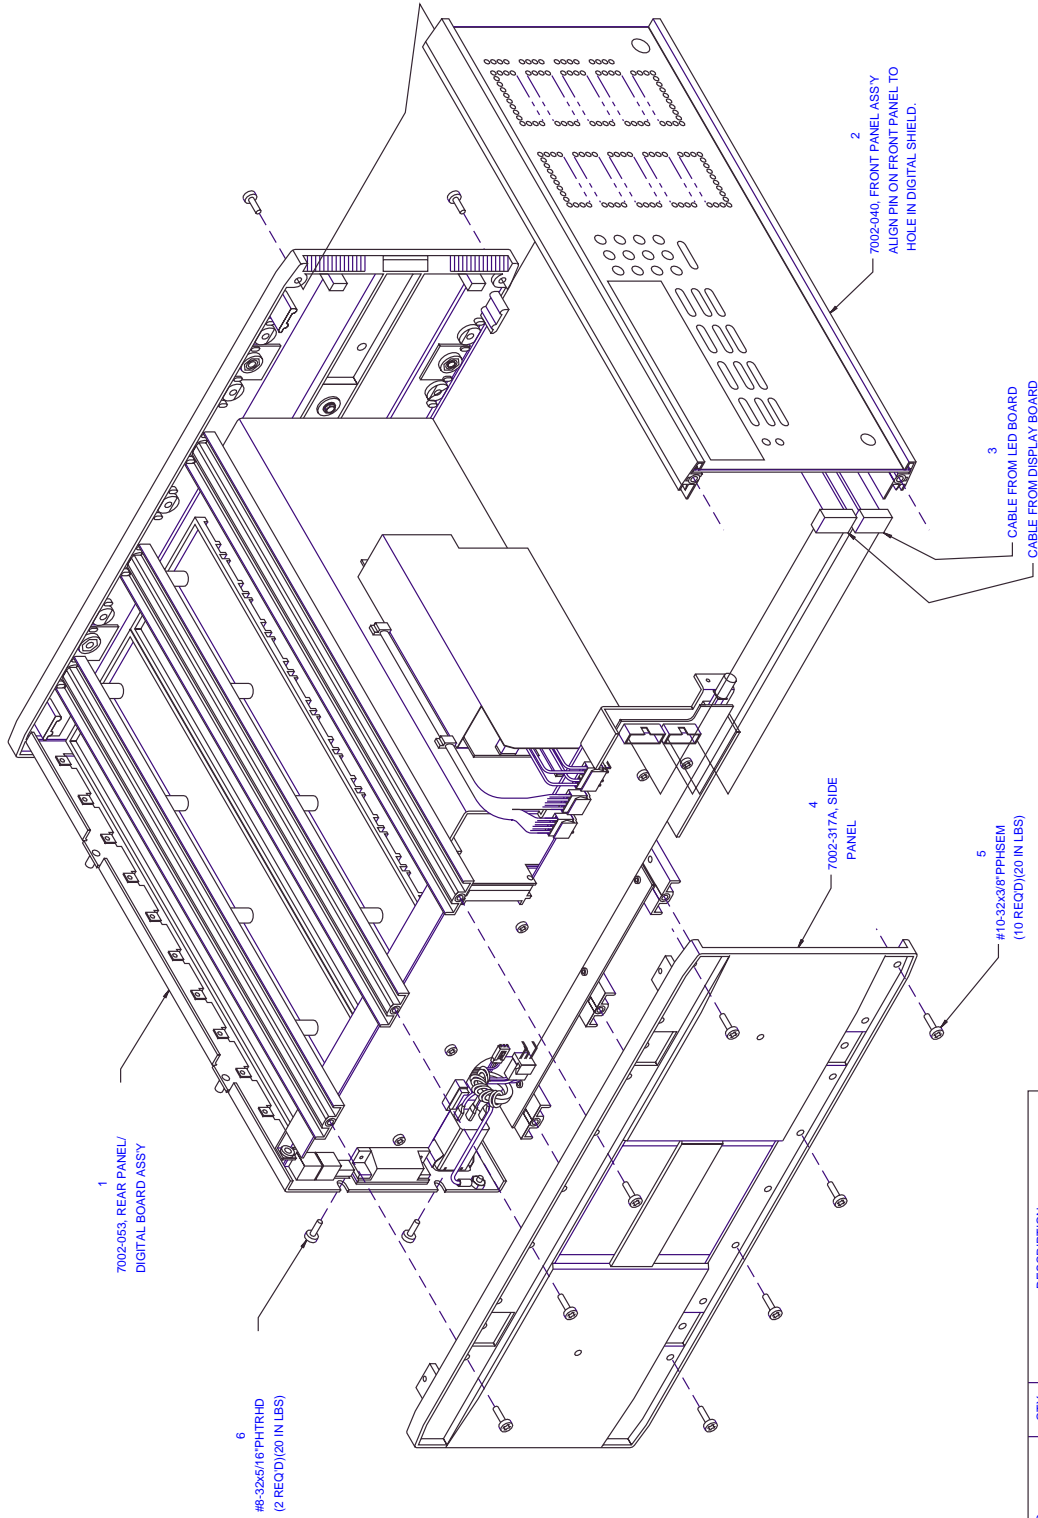 1
7002-053, REAR PANEL/
DIGITAL BOARD ASS'Y
2
7002-040, FRONT PANEL ASS'Y
ALIGN PIN ON FRONT PANEL TO
HOLE IN DIGITAL SHIELD.
3
CABLE FROM LED BOARD
CABLE FROM DISPLAY BOARD
4
7002-317A, SIDE
PANEL
5
#10-32x3/8"PPHSEM
(10 REQ'D)(20 IN LBS)
6
#8-32x5/16"PHTRHD
(2 REQ'D)(20 IN LBS)